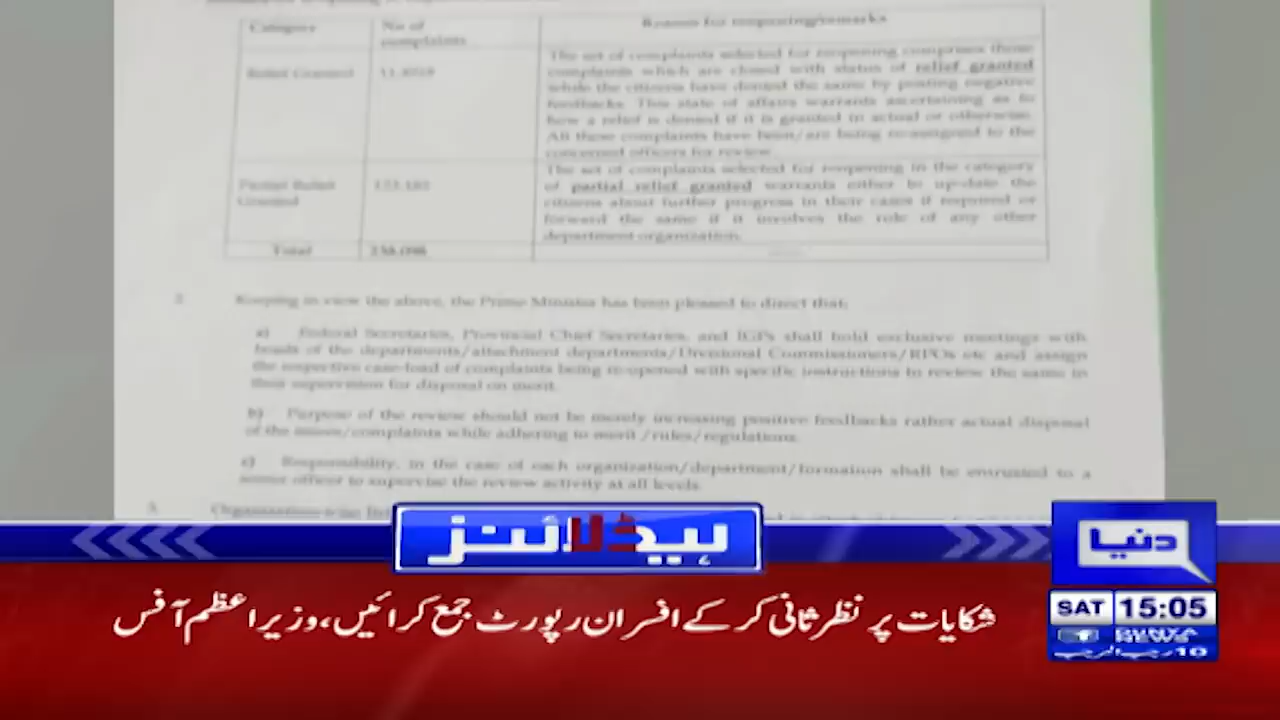 Category
No of
complaints
Reason for reopening/remarks
Relief Granted
The set of complaints selected for reopening comprises those
complaints which are closed with status of relief granted
while the citizens have denied the same by posting negative
feedbacks. This state of affairs warrants ascertaining as to
how a relief is denied if it is granted in actual or otherwise.
All these complaints have been/are being re-assigned to the
concerned officers for review.
Partial Relief
Granted
The set of complaints selected for reopening in the category
of partial relief granted warrants either to up-date the
citizens about further progress in their cases if required or
forward the same if it involves the role of any other
department organization.
Total
2. Keeping in view the above, the Prime Minister has been pleased to direct that:
a) Federal Secretaries, Provincial Chief Secretaries, and IGPs shall hold exclusive meetings with
heads of the departments/attachment departments/Divisional Commissioners/RPOs etc and assign
the respective case-load of complaints being re-opened with specific instructions to review the same in
their supervision for disposal on merit.
b) Purpose of the review should not be merely increasing positive feedbacks rather actual disposal
of the issues/complaints while adhering to merit /rules/regulations.
c) Responsibility, in the case of each organization/department/formation shall be entrusted to a
senior officer to supervise the review activity at all levels.
3.
ہیڈلائنز
دنیا
شکایات پر نظرثانی کر کے افسران رپورٹ جمع کرائیں، وزیراعظم آفس
SAT 15:05
DUNYA
NEWS
10 رجب المرجب